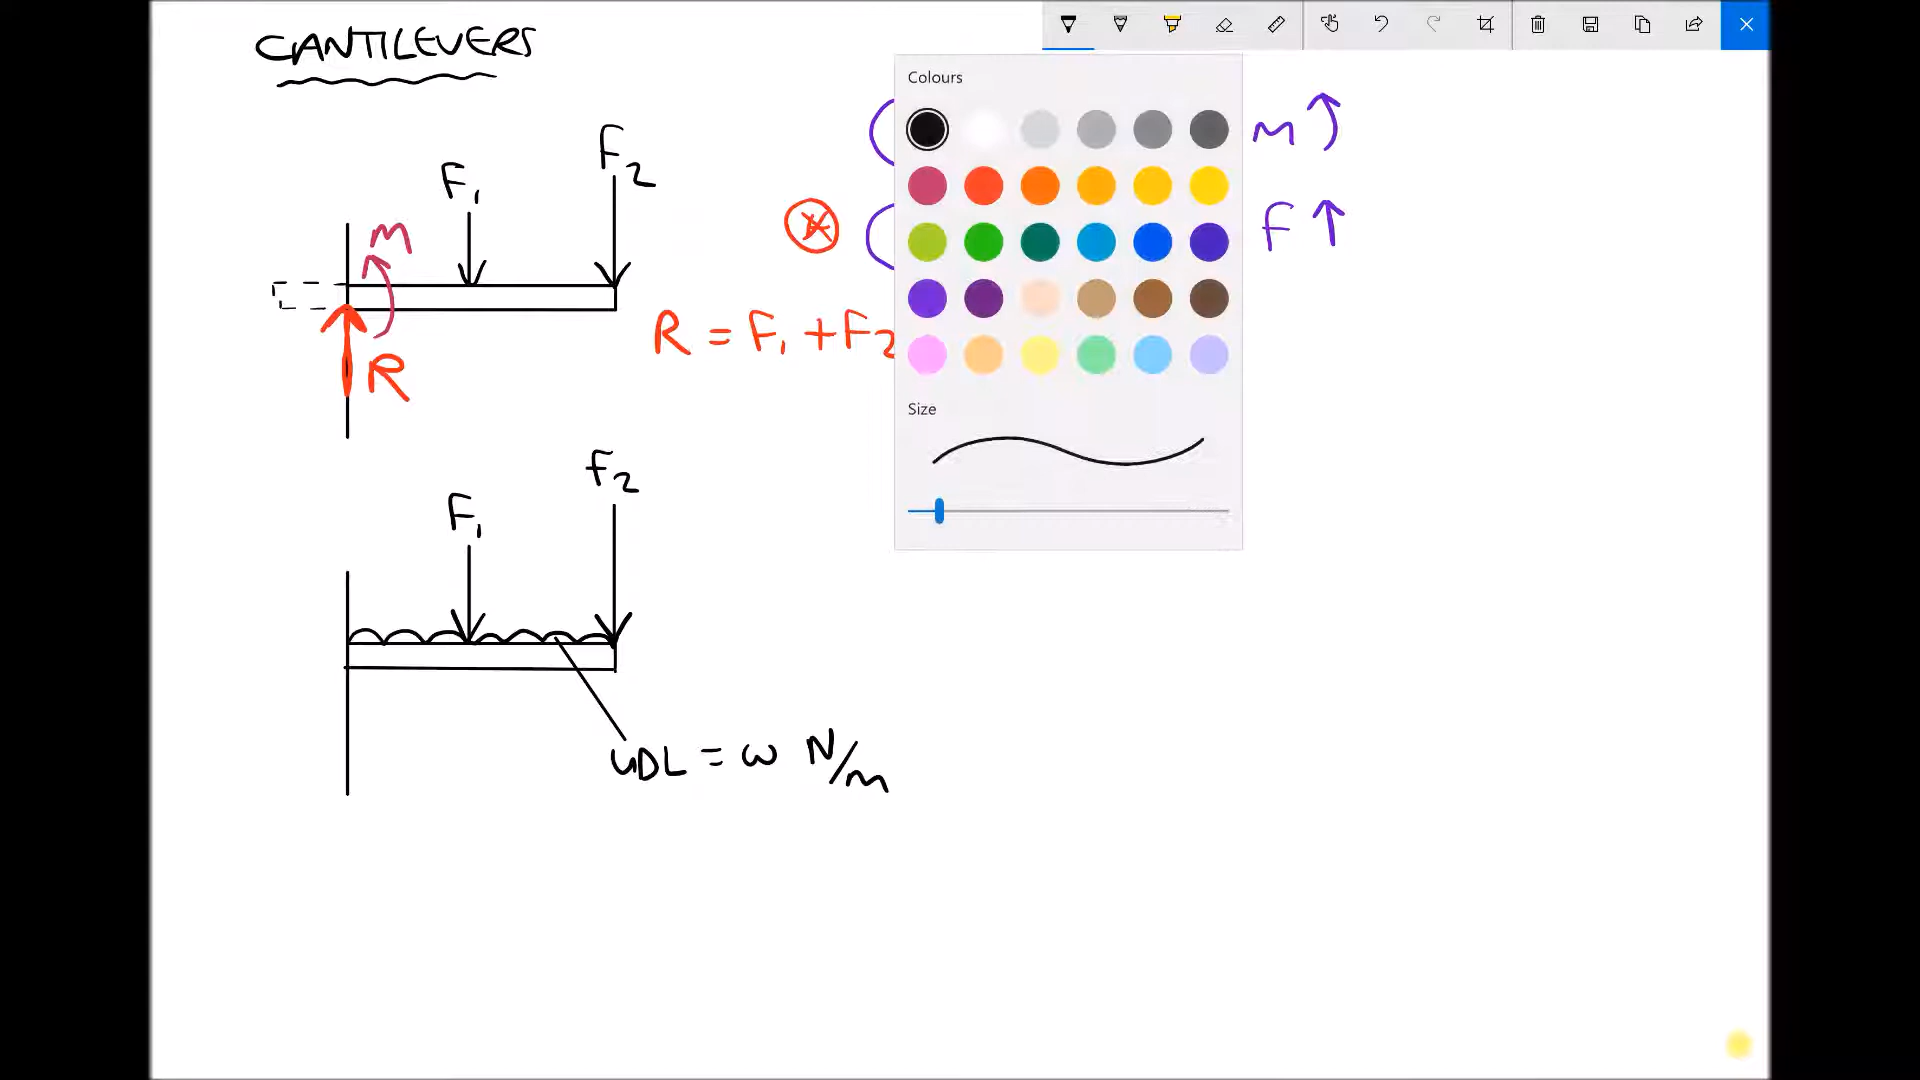 CANTILEVERS
Colours
M ↑
F₂
F₁
M
F ↑
R = F₁ + F₂
R
Size
F₂
F₁
UDL = ω N/m